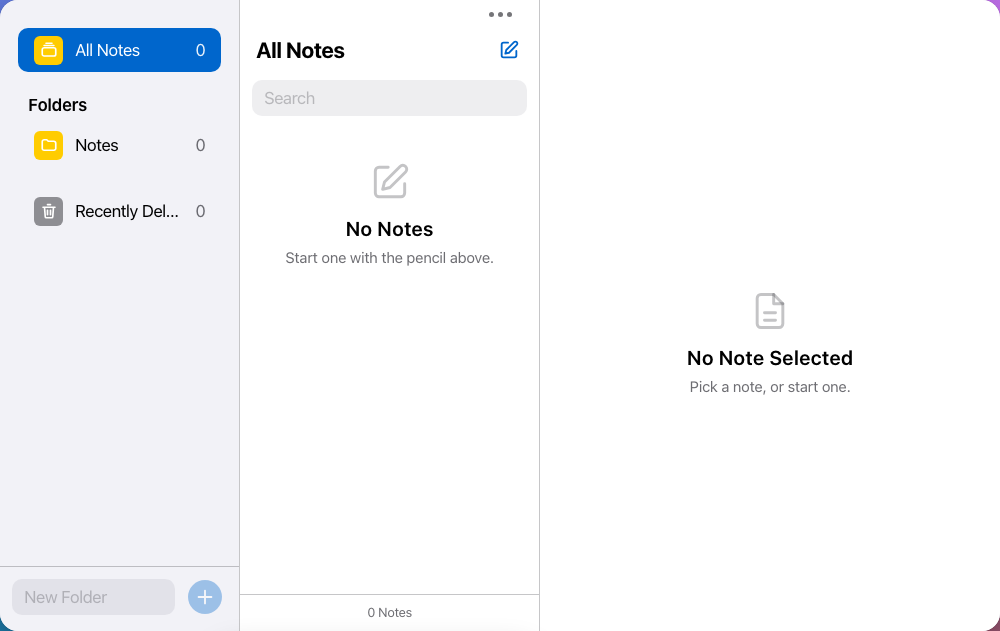 All Notes 0
Folders
Notes 0
Recently Del... 0
New Folder
All Notes
Search
No Notes
Start one with the pencil above.
0 Notes
No Note Selected
Pick a note, or start one.